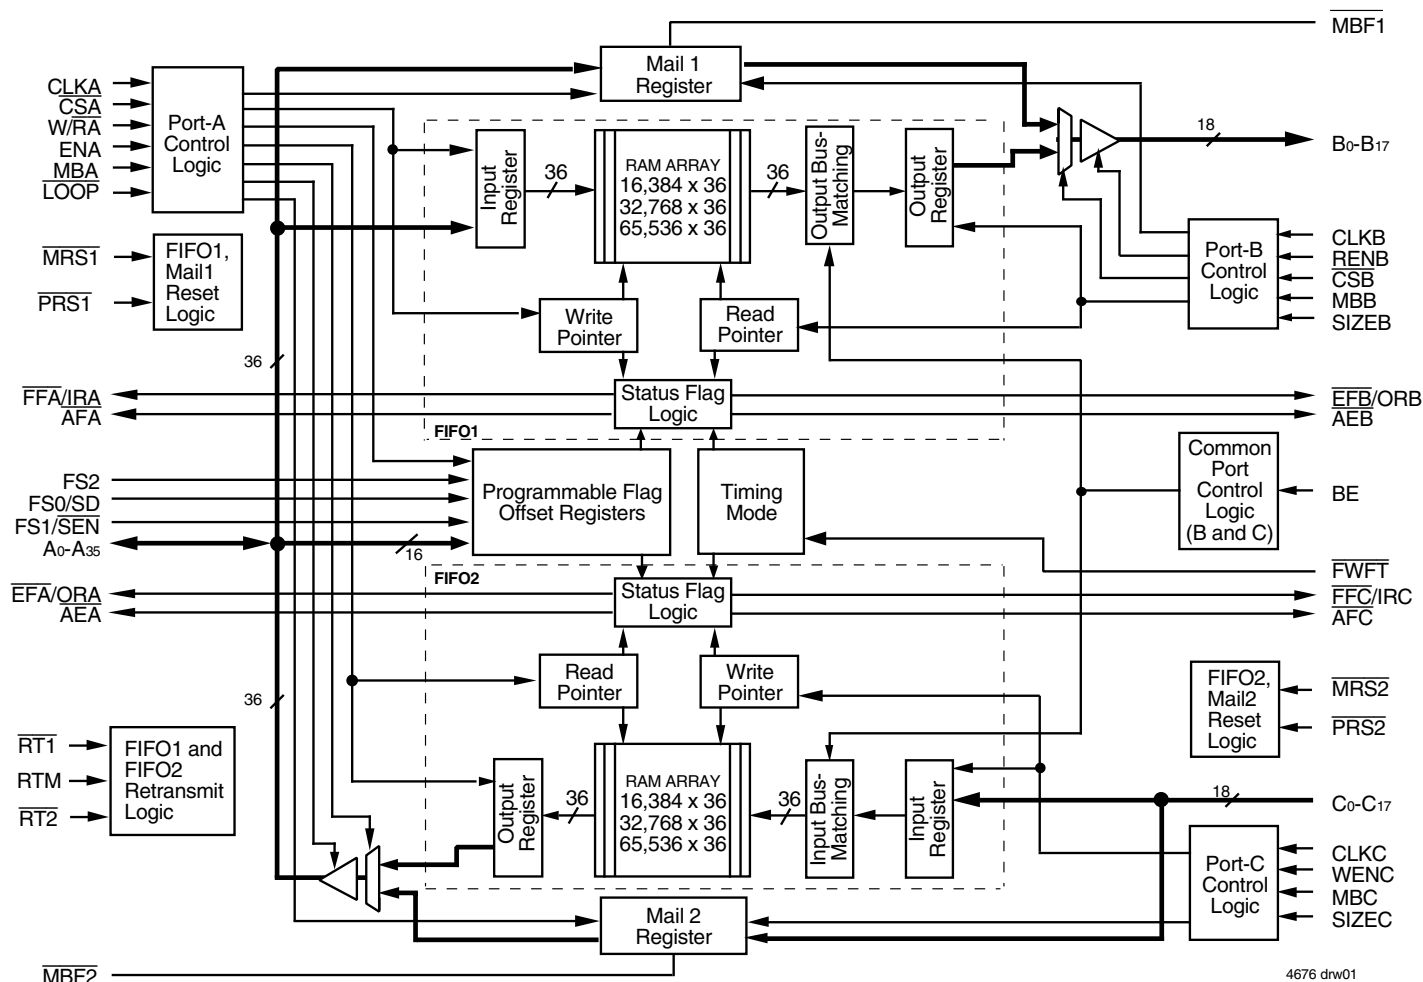 MBF1
Mail 1
Register
CLKA
CSA
W/RA
ENA
MBA
LOOP
Port-A
Control
Logic
Input
Register
36
RAM ARRAY
16,384 x 36
32,768 x 36
65,536 x 36
36
Output Bus-
Matching
Output
Register
18
B0-B17
MRS1
PRS1
FIFO1,
Mail1
Reset
Logic
Port-B
Control
Logic
CLKB
RENB
CSB
MBB
SIZEB
Write
Pointer
Read
Pointer
36
FFA/IRA
AFA
Status Flag
Logic
EFB/ORB
AEB
FIFO1
FS2
FS0/SD
FS1/SEN
A0-A35
16
Programmable Flag
Offset Registers
Timing
Mode
Common
Port
Control
Logic
(B and C)
BE
FIFO2
FWFT
EFA/ORA
AEA
Status Flag
Logic
FFC/IRC
AFC
Read
Pointer
Write
Pointer
36
FIFO2,
Mail2
Reset
Logic
MRS2
PRS2
RT1
RTM
RT2
FIFO1 and
FIFO2
Retransmit
Logic
Output
Register
36
RAM ARRAY
16,384 x 36
32,768 x 36
65,536 x 36
36
Input Bus-
Matching
Input
Register
18
C0-C17
Port-C
Control
Logic
CLKC
WENC
MBC
SIZEC
Mail 2
Register
MBF2
4676 drw01